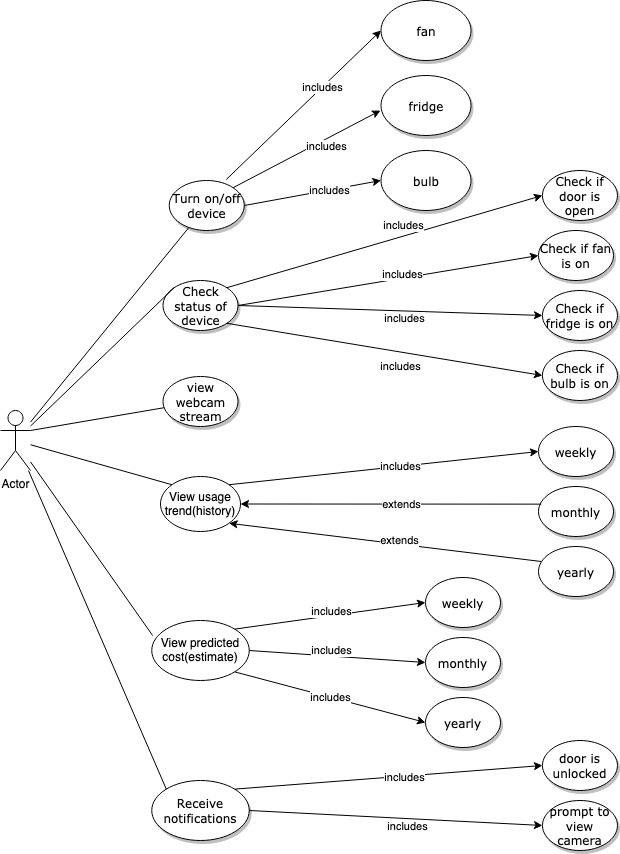 fan
includes
fridge
includes
bulb
includes
Turn on/off
device
Check if
door is
open
includes
Check if fan
is on
includes
Check
status of
device
Check if
fridge is on
includes
Check if
bulb is on
includes
view
webcam
stream
Actor
weekly
includes
View usage
trend(history)
extends
monthly
extends
yearly
weekly
includes
View predicted
cost(estimate)
includes
monthly
includes
yearly
door is
unlocked
includes
Receive
notifications
prompt to
view
camera
includes